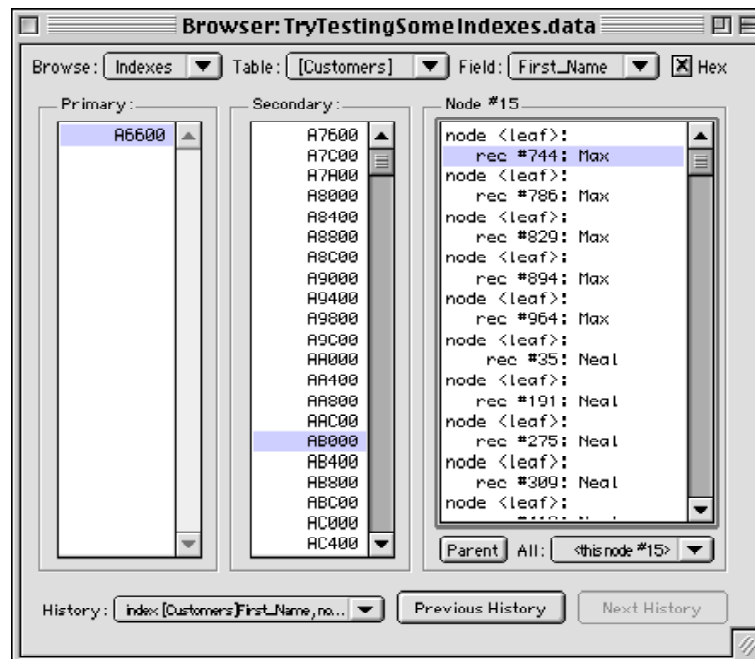 Browser: TryTestingSomeIndexes.data
Browse: Indexes Table: [Customers] Field: First_Name Hex
Primary:
A6600
Secondary:
A7600
A7C00
A7A00
A8000
A8400
A8800
A8C00
A9000
A9400
A9800
A9C00
AA000
AA400
AA800
AAC00
AB000
AB400
AB800
ABC00
AC000
AC400
Node #15
node <leaf>:
rec #744: Max
node <leaf>:
rec #786: Max
node <leaf>:
rec #829: Max
node <leaf>:
rec #894: Max
node <leaf>:
rec #964: Max
node <leaf>:
rec #35: Neal
node <leaf>:
rec #191: Neal
node <leaf>:
rec #275: Neal
node <leaf>:
rec #309: Neal
node <leaf>:
Parent All: <this node #15>
History: index [Customers]First_Name, no... Previous History Next History